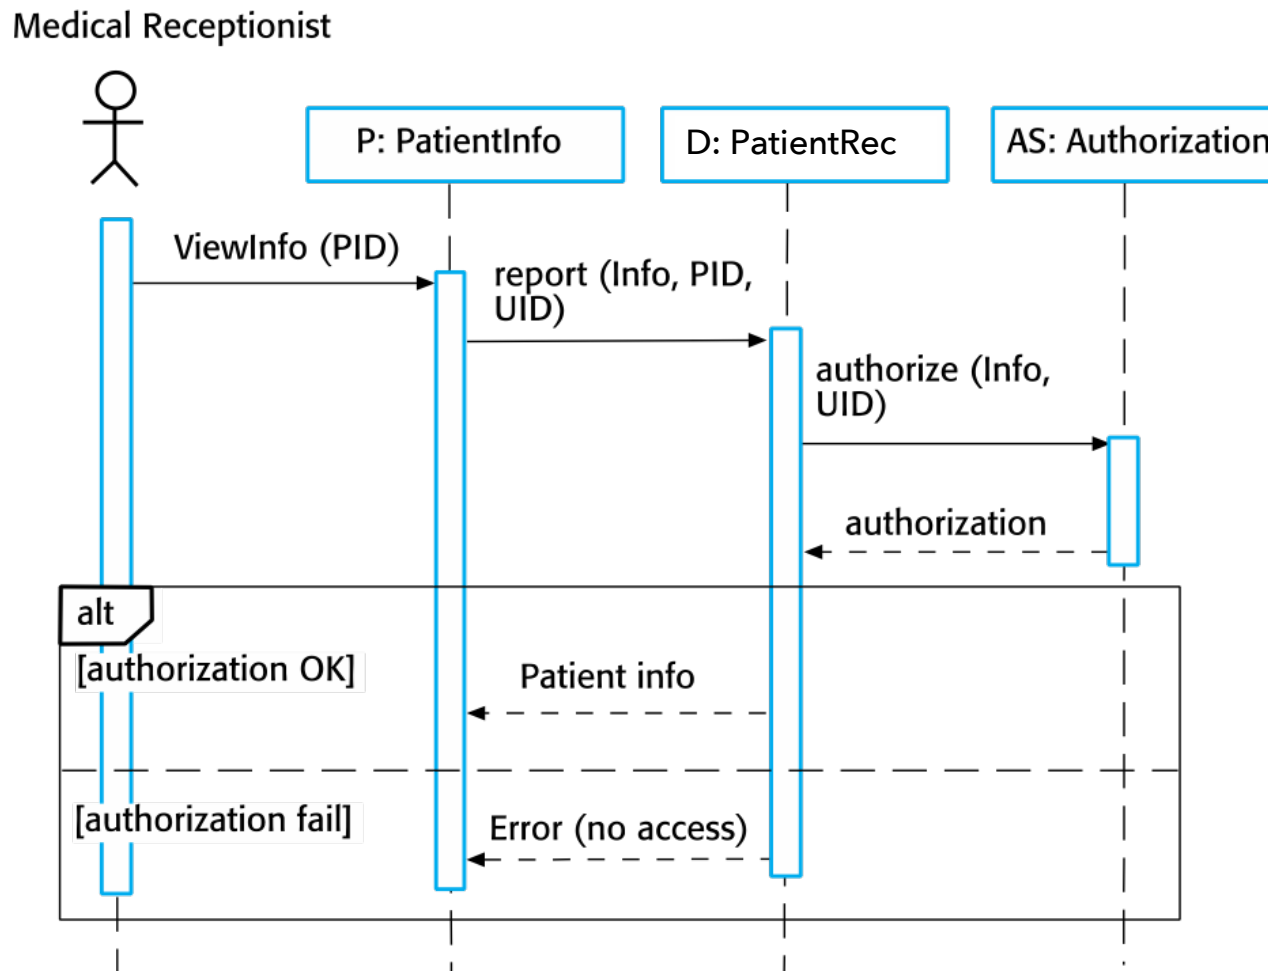 Medical Receptionist
P: PatientInfo
D: PatientRec
AS: Authorization
ViewInfo (PID)
report (Info, PID,
UID)
authorize (Info,
UID)
authorization
alt
[authorization OK]
Patient info
[authorization fail]
Error (no access)